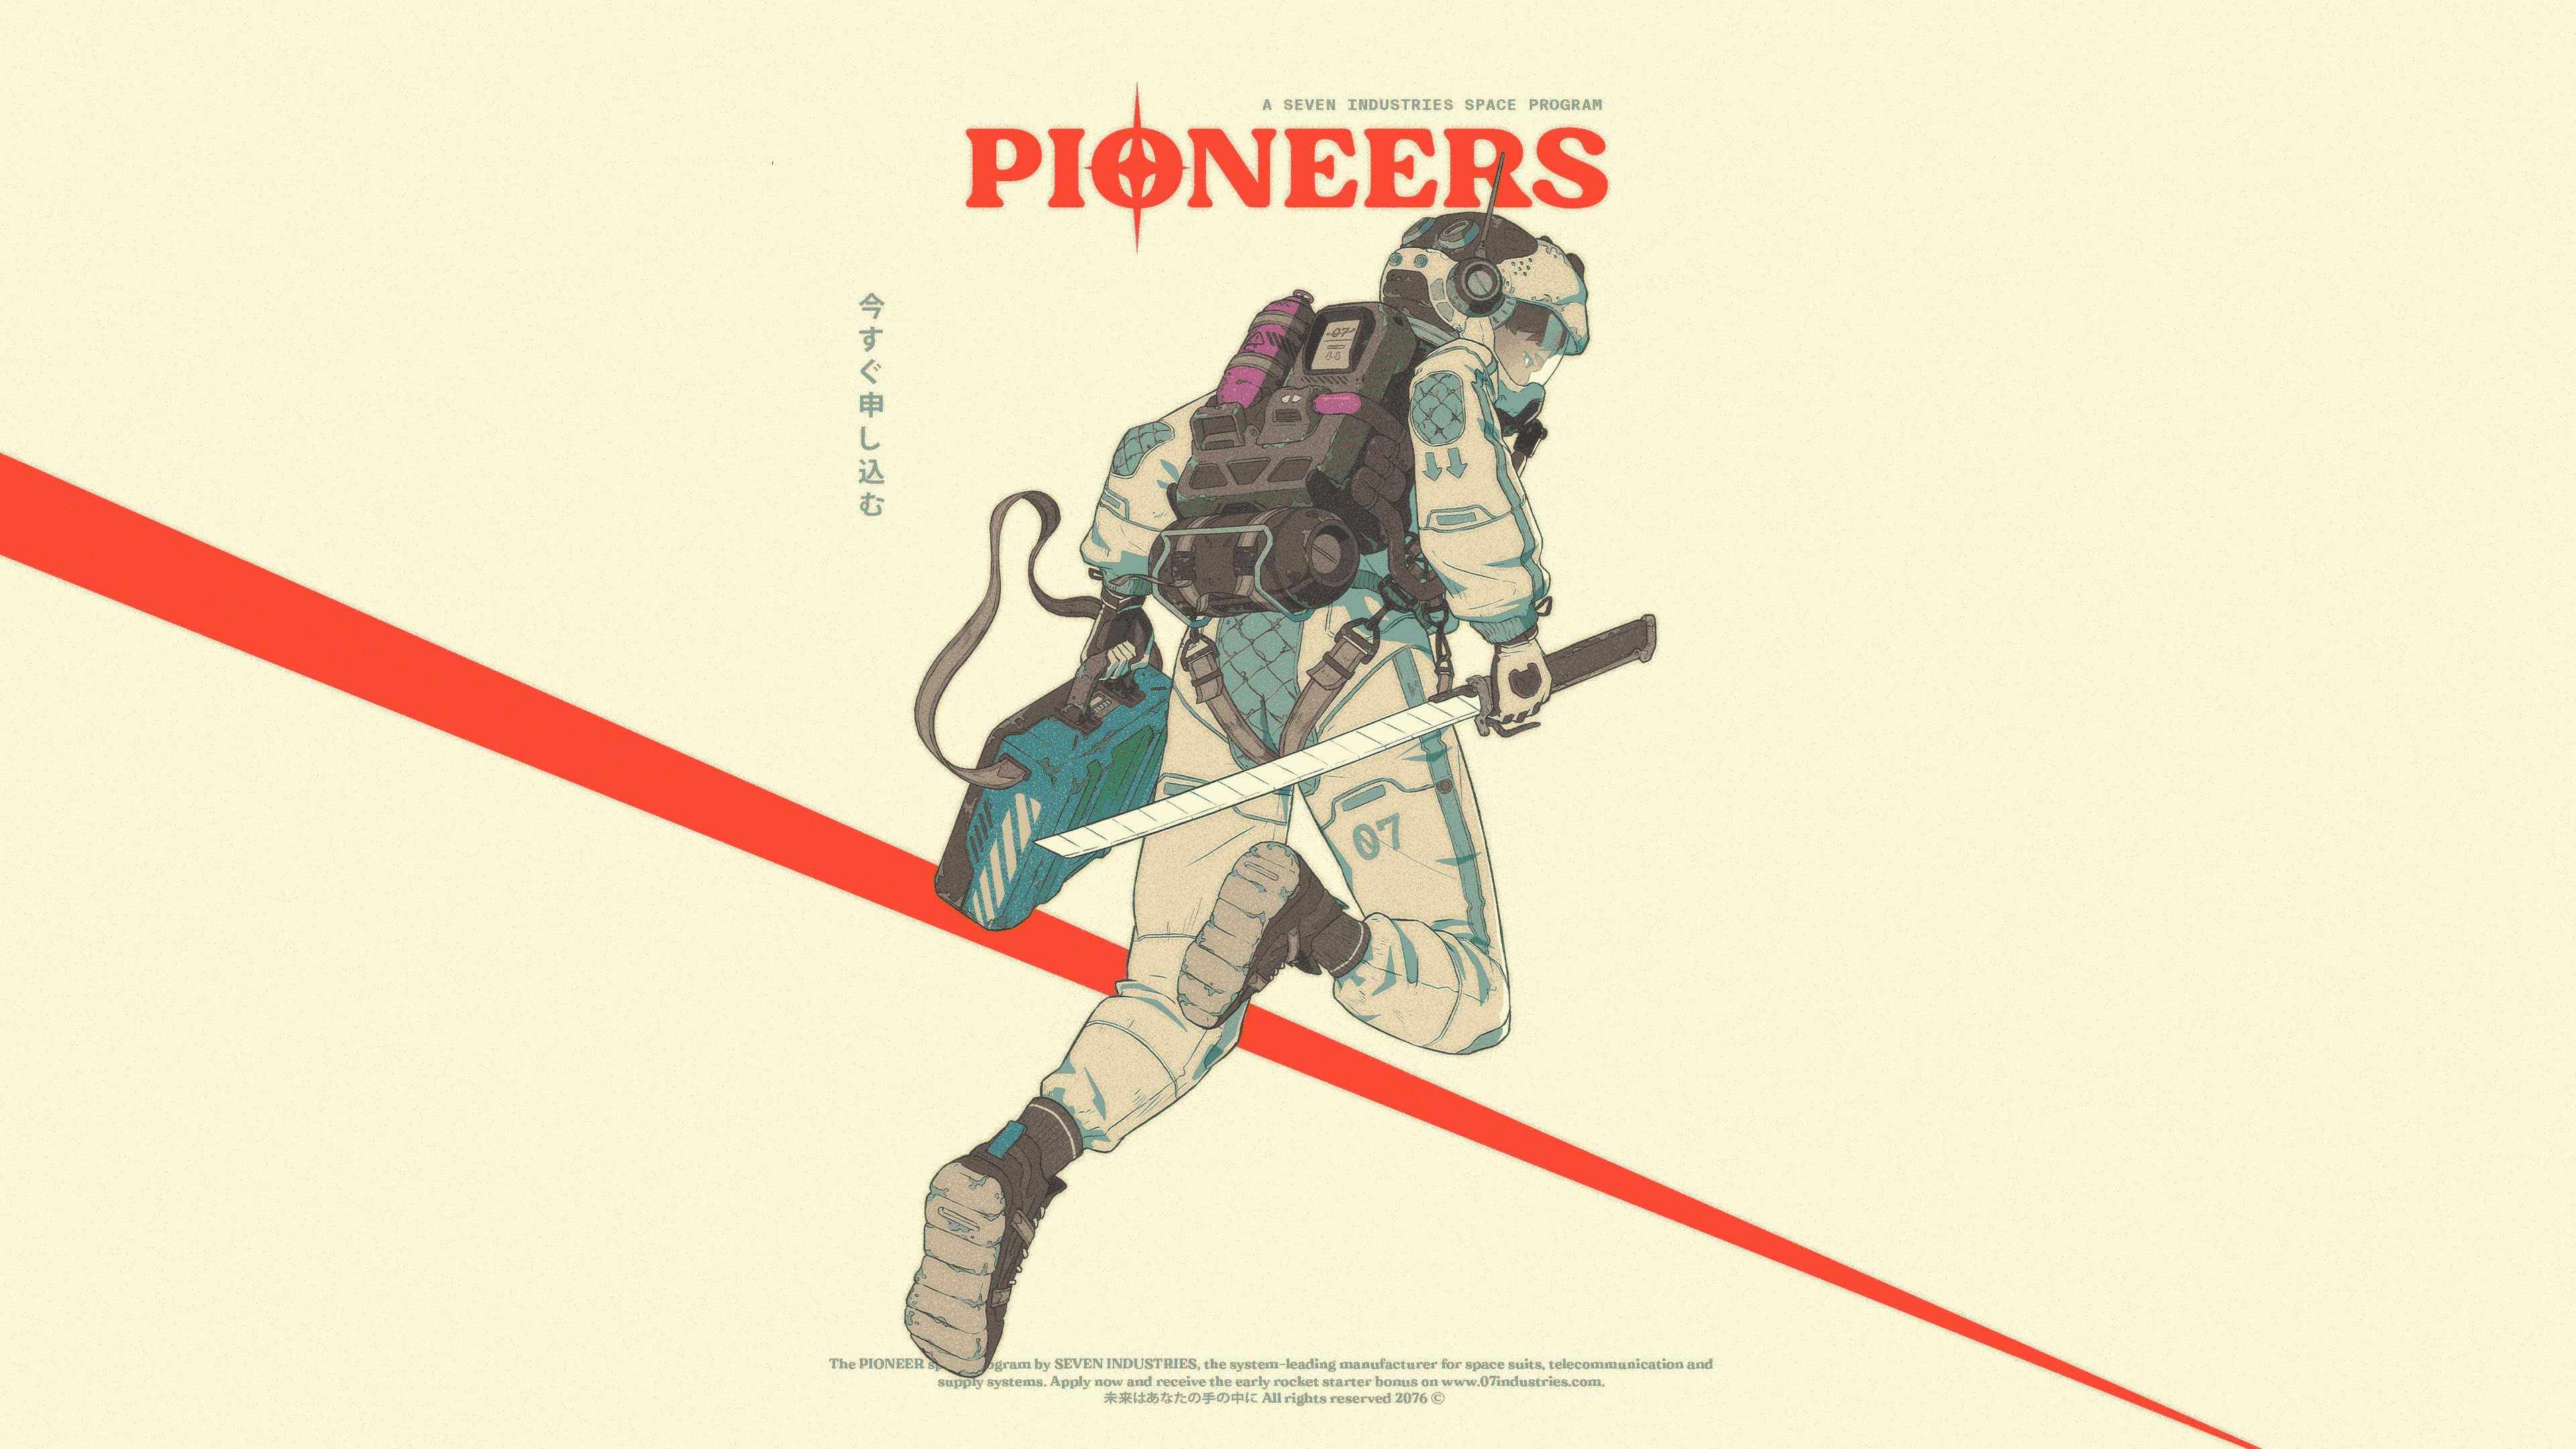 A SEVEN INDUSTRIES SPACE PROGRAM
PIONEERS
今すぐ申し込む
07
07
The PIONEER ogram by SEVEN INDUSTRIES, the system-leading manufacturer for space suits, telecommunication and
supply systems. Apply now and receive the early rocket starter bonus on www.07industries.com.
未来はあなたの手の中に All rights reserved 2076 ©